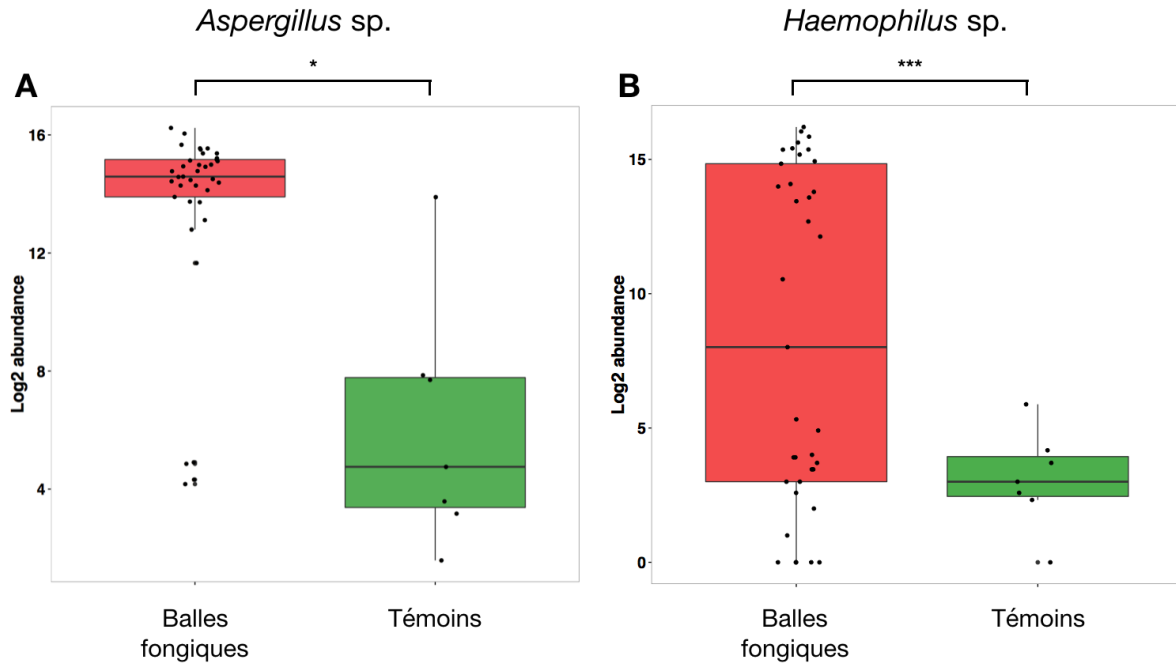 Aspergillus sp.
A
*
Log2 abundance
16
12
8
4
Balles
fongiques
Témoins
Haemophilus sp.
B
***
Log2 abundance
15
10
5
0
Balles
fongiques
Témoins